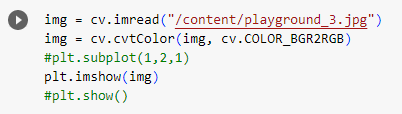 img = cv.imread("/content/playground_3.jpg")
img = cv.cvtColor(img, cv.COLOR_BGR2RGB)
#plt.subplot(1,2,1)
plt.imshow(img)
#plt.show()